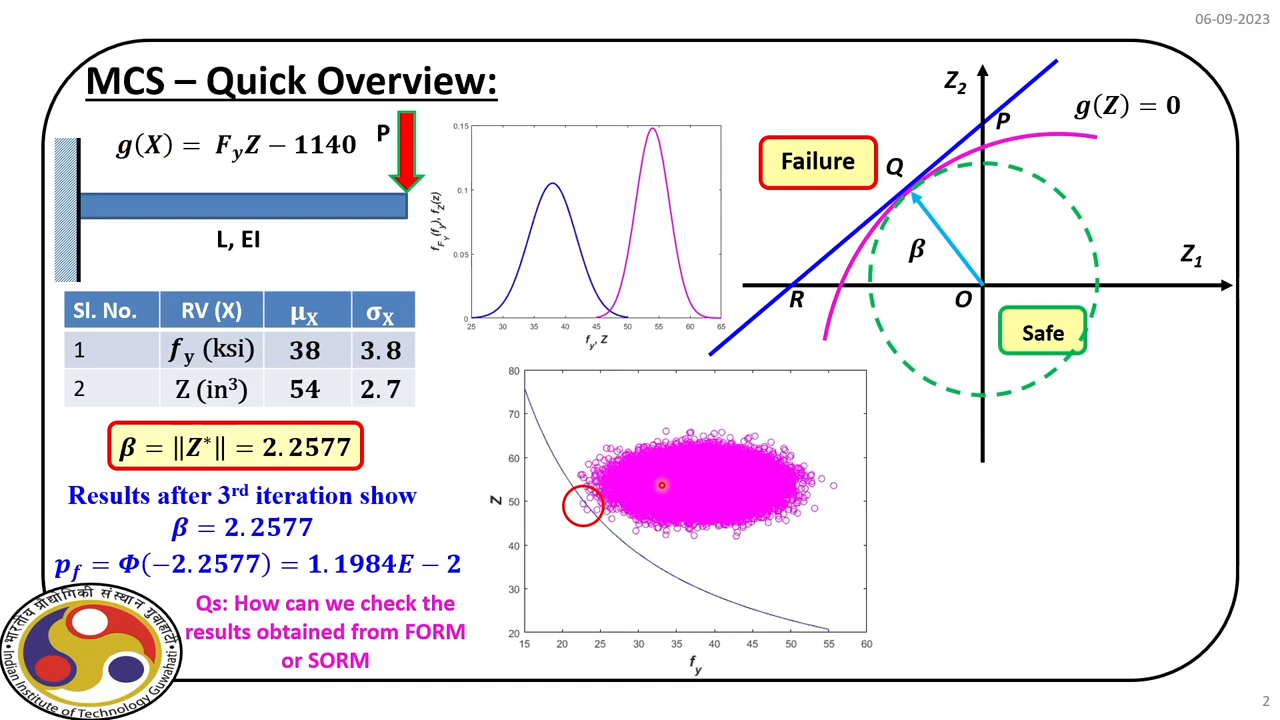 06-09-2023
MCS – Quick Overview:
g(X) = F_yZ − 1140
P
L, EI
Sl. No. RV (X) μ_X σ_X
1 f_y (ksi) 38 3.8
2 Z (in³) 54 2.7
β = ‖Z*‖ = 2.2577
Results after 3rd iteration show
β = 2.2577
p_f = Φ(−2.2577) = 1.1984E − 2
Qs: How can we check the
results obtained from FORM
or SORM
भारतीय प्रौद्योगिकी संस्थान गुवाहाटी
Indian Institute of Technology Guwahati
0.15
0.1
0.05
0
f_{F_y}(f_y), f_Z(z)
25 30 35 40 45 50 55 60 65
f_y, Z
80
70
60
50
40
30
20
Z
15 20 25 30 35 40 45 50 55 60
f_y
Z₂
g(Z) = 0
P
Failure
Q
β
Z₁
R
O
Safe
2